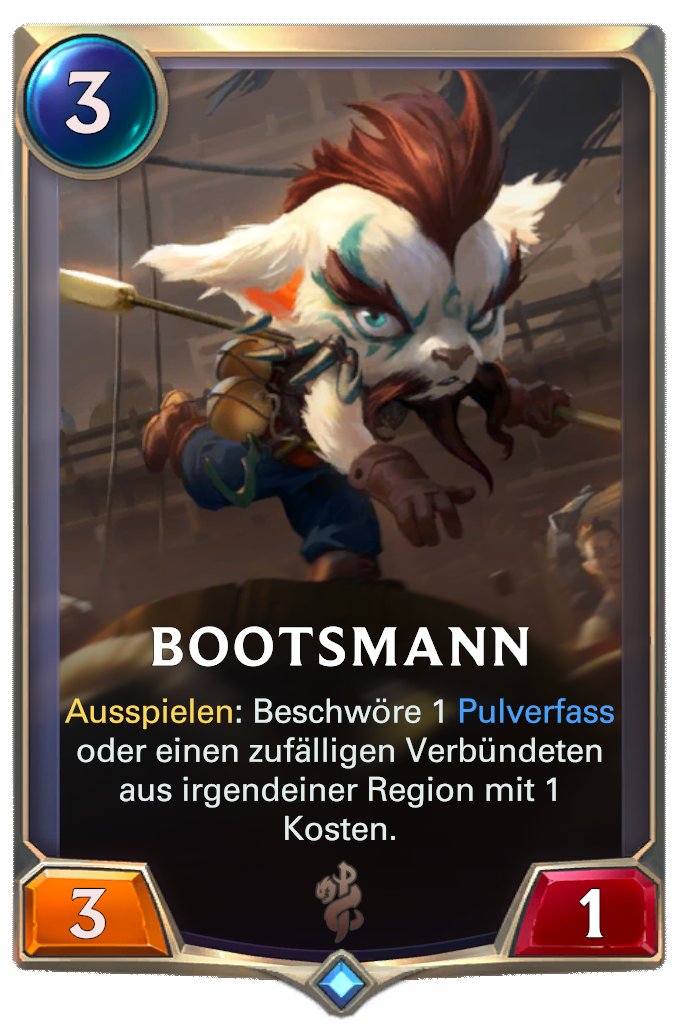 3
BOOTSMANN
Ausspielen: Beschwöre 1 Pulverfass
oder einen zufälligen Verbündeten
aus irgendeiner Region mit 1
Kosten.
3
1